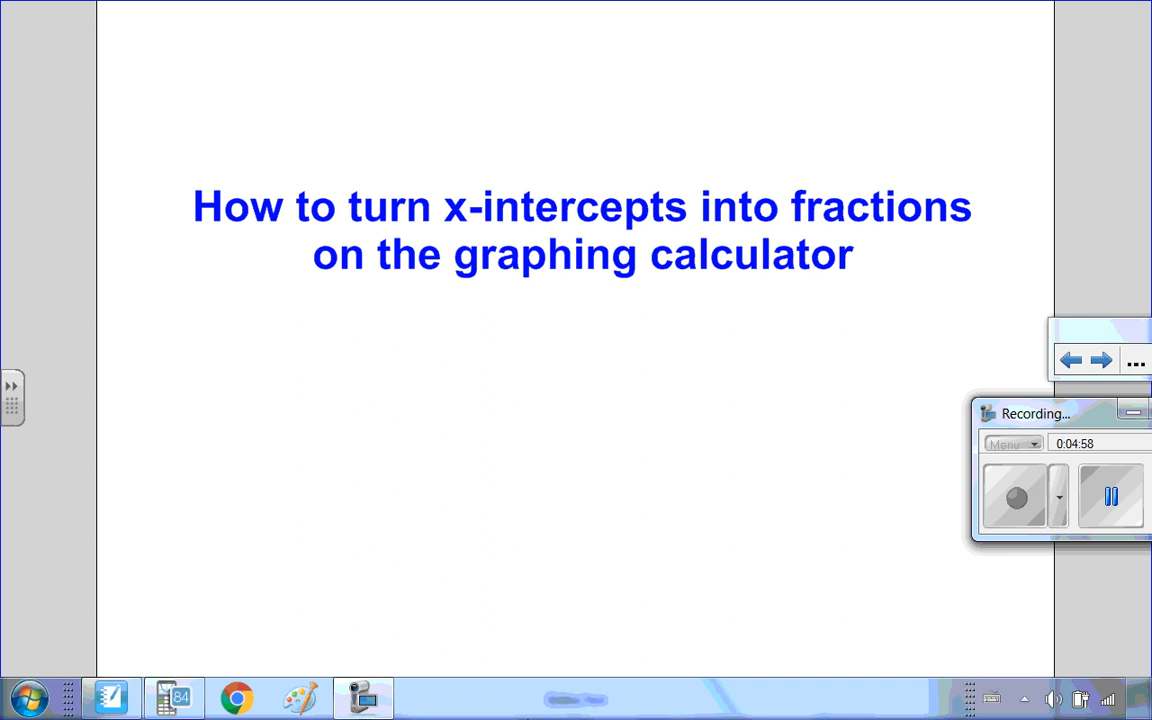 How to turn x-intercepts into fractions
on the graphing calculator
...
Recording...
Menu
0:04:58
84